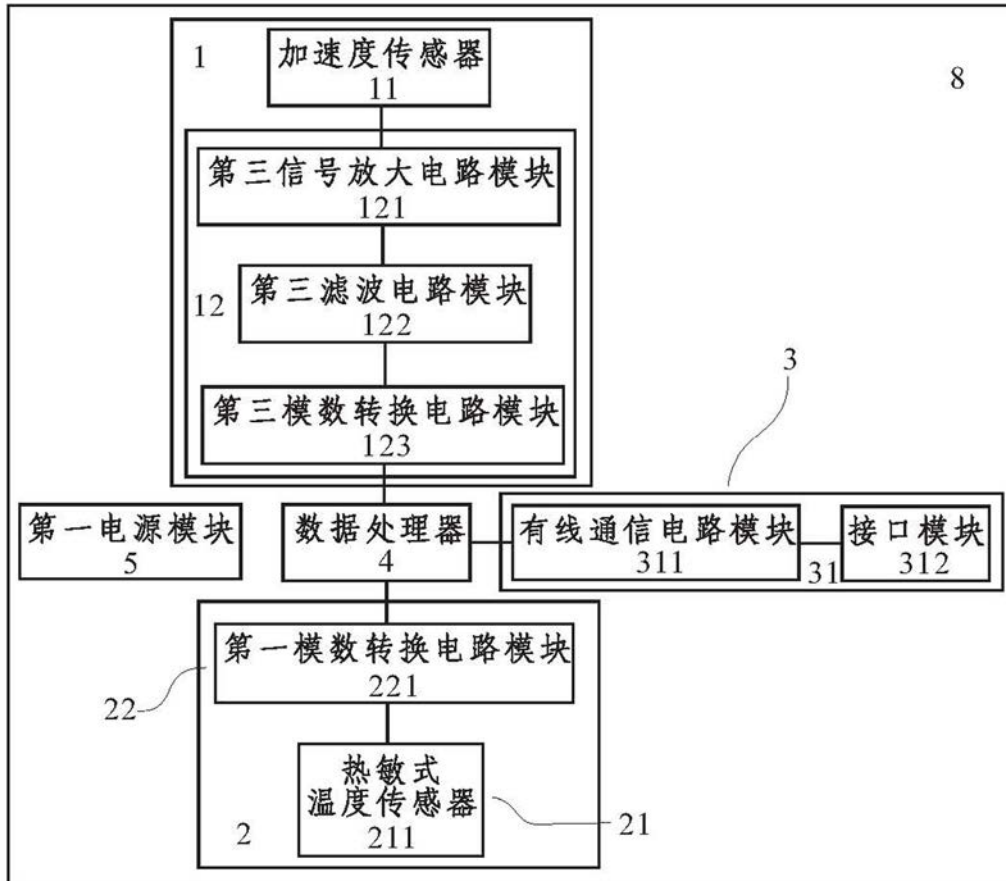 1
加速度传感器
11
8
第三信号放大电路模块
121
第三滤波电路模块
122
12
第三模数转换电路模块
123
3
第一电源模块
5
数据处理器
4
有线通信电路模块
311
31
接口模块
312
第一模数转换电路模块
221
22
热敏式
温度传感器
211
21
2